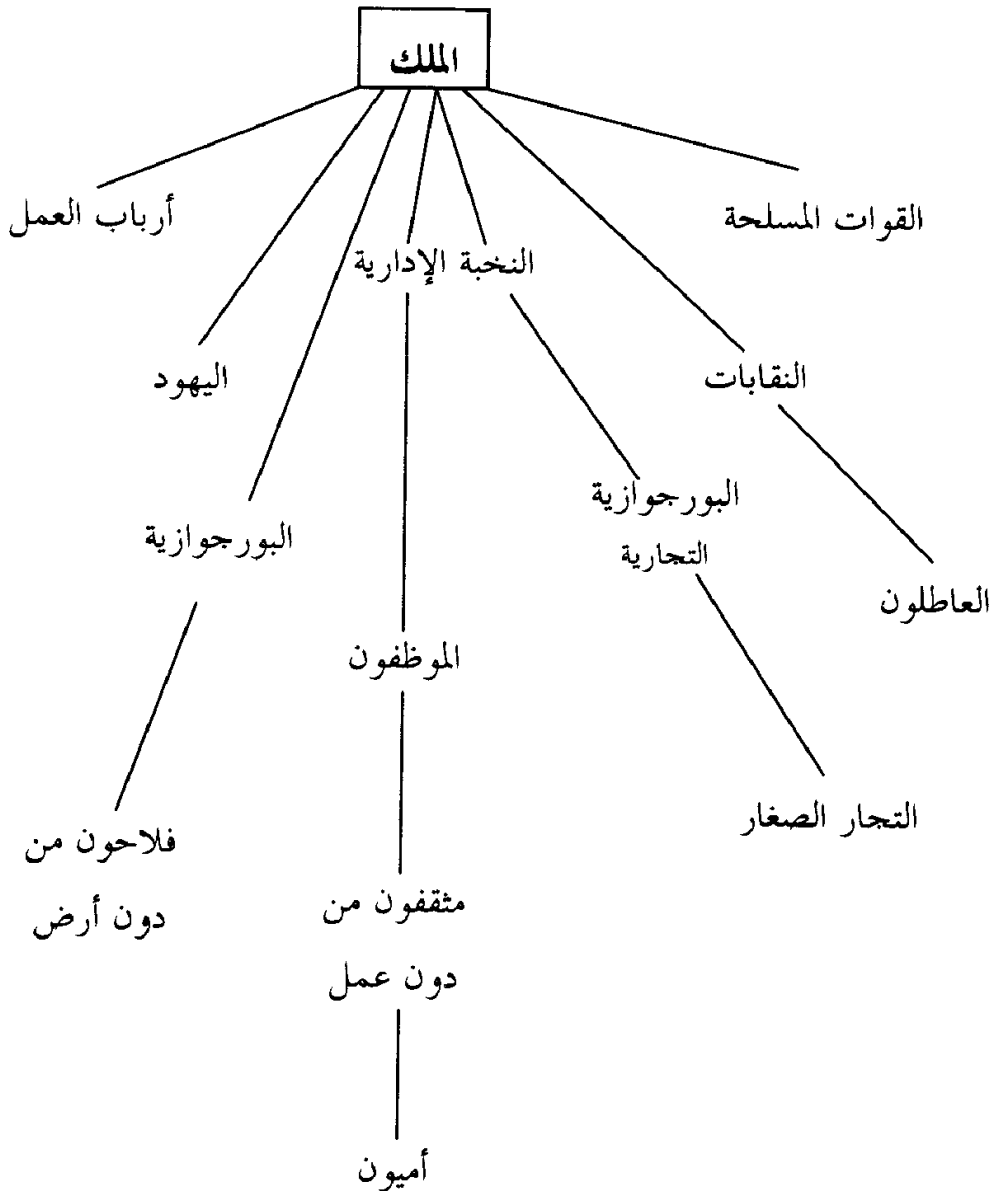 الملك
القوات المسلحة
أرباب العمل
النخبة الإدارية
النقابات
اليهود
البورجوازية
التجارية
البورجوازية
العاطلون
الموظفون
التجار الصغار
فلاحون من
دون أرض
مثقفون من
دون عمل
أميون